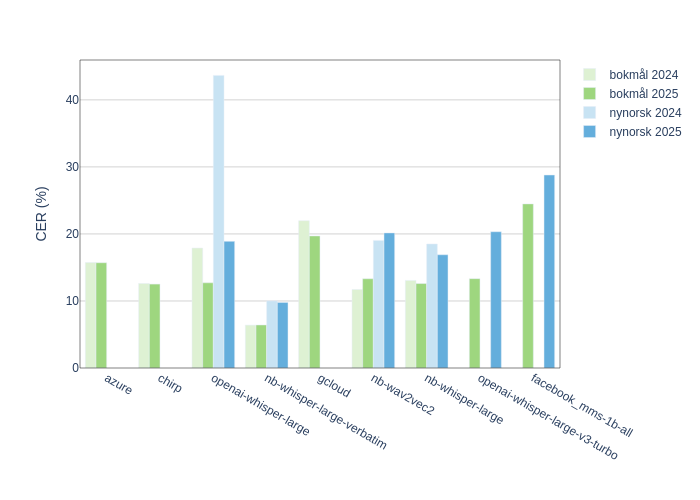 CER (%)
40
30
20
10
0
azure
chirp
openai-whisper-large
nb-whisper-large-verbatim
gcloud
nb-wav2vec2
nb-whisper-large
openai-whisper-large-v3-turbo
facebook_mms-1b-all
bokmål 2024
bokmål 2025
nynorsk 2024
nynorsk 2025